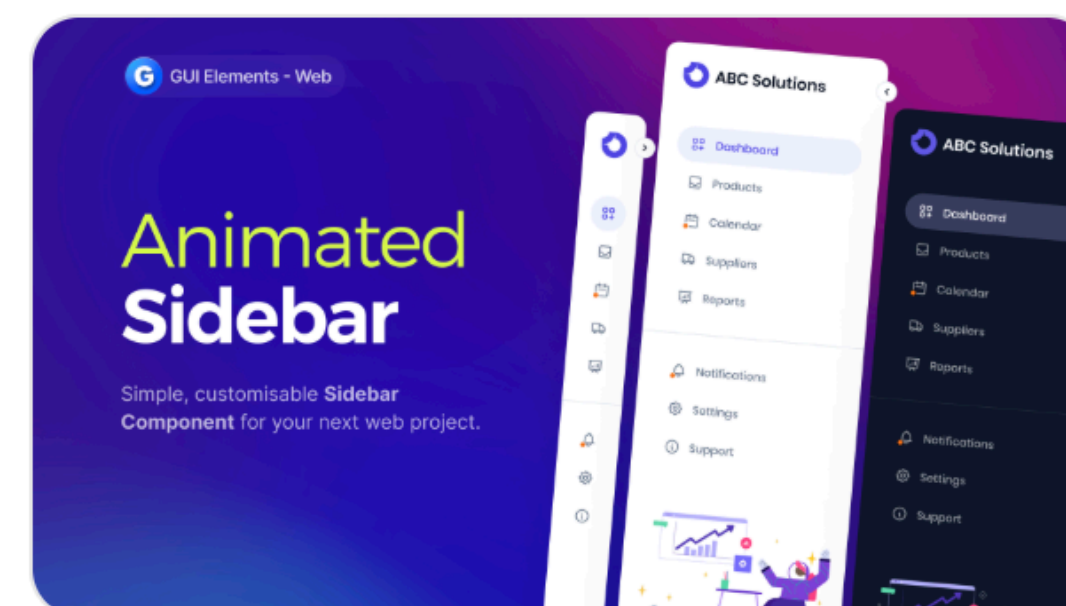 G GUI Elements - Web
Animated
Sidebar
Simple, customisable Sidebar
Component for your next web project.
ABC Solutions
Dashboard
Products
Calendar
Suppliers
Reports
Notifications
Settings
Support
ABC Solutions
Dashboard
Products
Calendar
Suppliers
Reports
Notifications
Settings
Support